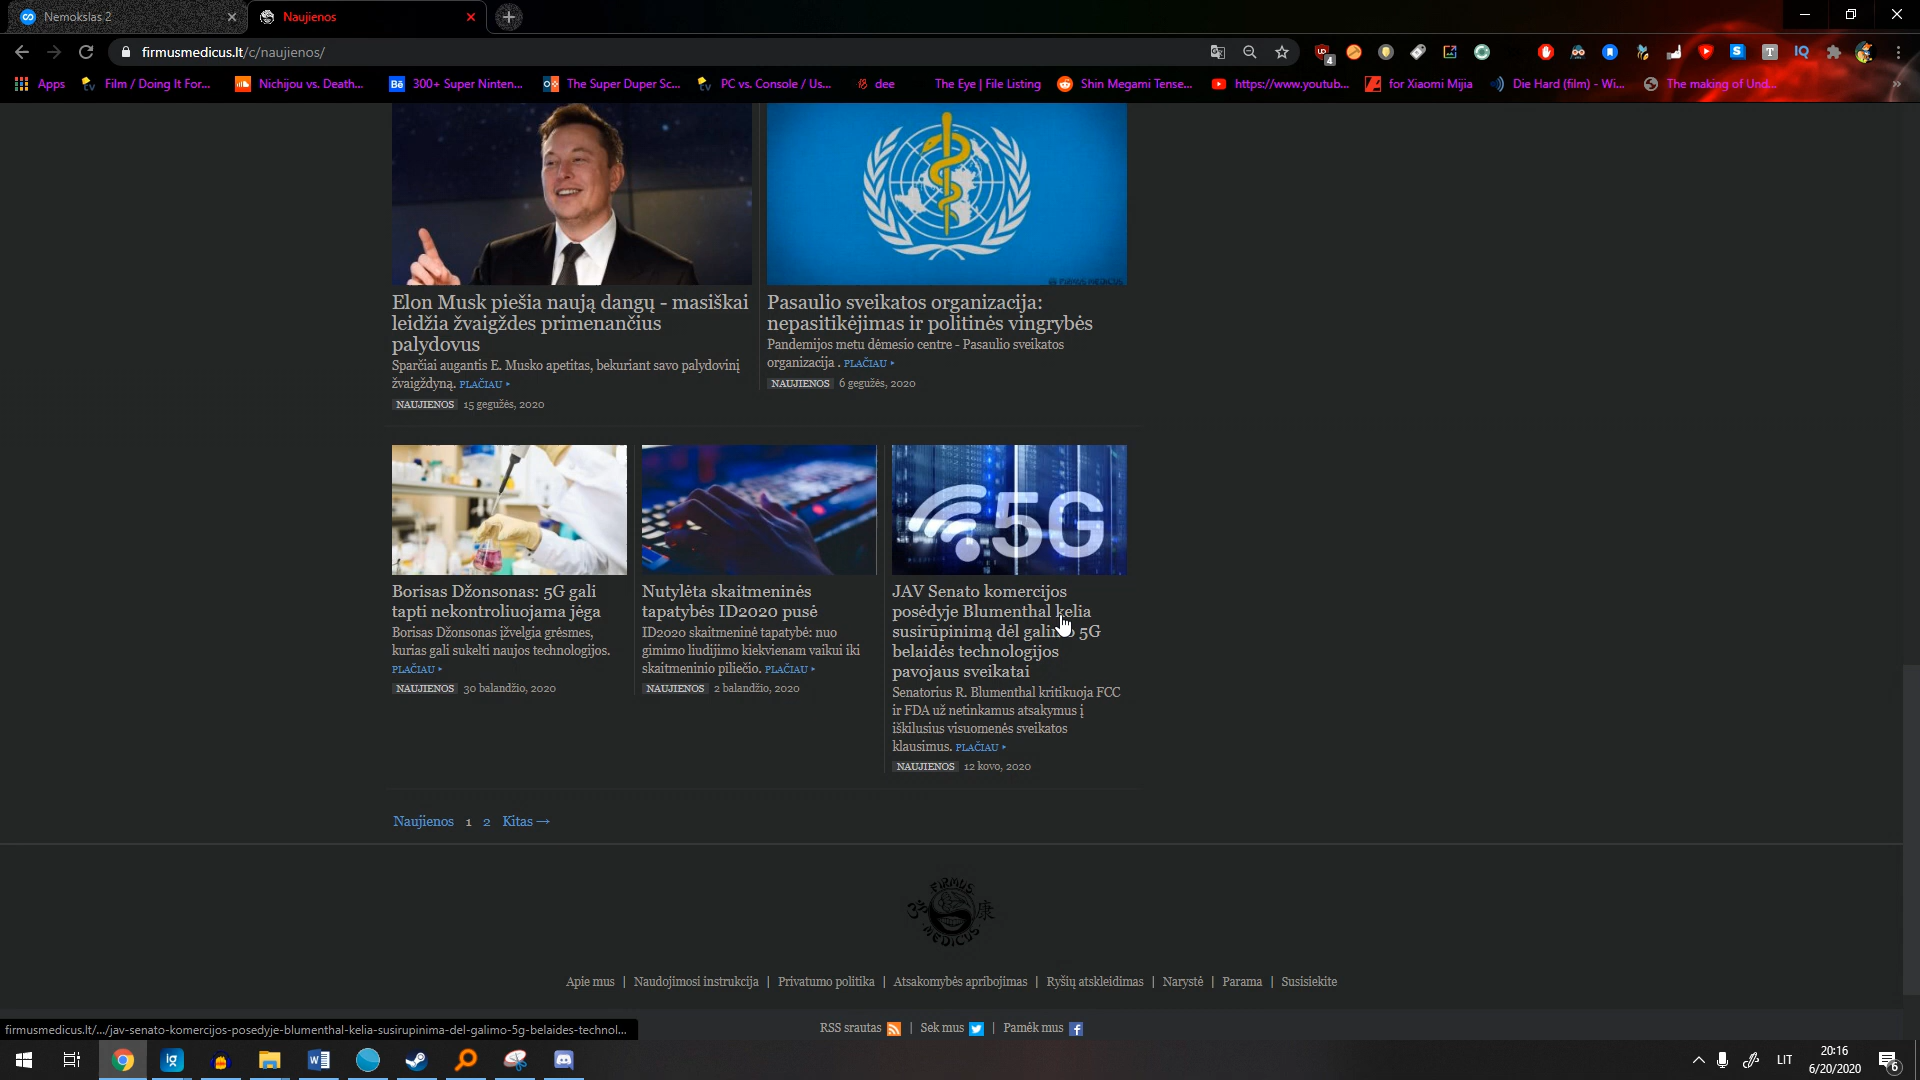 Nemokslas 2
Naujienos
firmusmedicus.lt/c/naujienos/
Apps
Film / Doing It For...
Nichijou vs. Death...
300+ Super Ninten...
The Super Duper Sc...
PC vs. Console / Us...
dee
The Eye | File Listing
Shin Megami Tense...
https://www.youtub...
for Xiaomi Mijia
Die Hard (film) - Wi...
The making of Und...
Elon Musk piešia naują dangų - masiškai
leidžia žvaigždes primenančius
palydovus
Sparčiai augantis E. Musko apetitas, bekuriant savo palydovinį
žvaigždyną. PLAČIAU ▸
NAUJIENOS 15 gegužės, 2020
Pasaulio sveikatos organizacija:
nepasitikėjimas ir politinės vingrybės
Pandemijos metu dėmesio centre - Pasaulio sveikatos
organizacija . PLAČIAU ▸
NAUJIENOS 6 gegužės, 2020
5G
Borisas Džonsonas: 5G gali
tapti nekontroliuojama jėga
Borisas Džonsonas įžvelgia grėsmes,
kurias gali sukelti naujos technologijos.
PLAČIAU ▸
NAUJIENOS 30 balandžio, 2020
Nutylėta skaitmeninės
tapatybės ID2020 pusė
ID2020 skaitmeninė tapatybė: nuo
gimimo liudijimo kiekvienam vaikui iki
skaitmeninio piliečio. PLAČIAU ▸
NAUJIENOS 2 balandžio, 2020
JAV Senato komercijos
posėdyje Blumenthal kelia
susirūpinimą dėl galimo 5G
belaidės technologijos
pavojaus sveikatai
Senatorius R. Blumenthal kritikuoja FCC
ir FDA už netinkamus atsakymus į
iškilusius visuomenės sveikatos
klausimus. PLAČIAU ▸
NAUJIENOS 12 kovo, 2020
Naujienos 1 2 Kitas →
FIRMUS
ॐ 康
MEDICUS
Apie mus | Naudojimosi instrukcija | Privatumo politika | Atsakomybės apribojimas | Ryšių atskleidimas | Narystė | Parama | Susisiekite
RSS srautas | Sek mus | Pamėk mus
firmusmedicus.lt/.../jav-senato-komercijos-posedyje-blumenthal-kelia-susirupinima-del-galimo-5g-belaides-technol...
LIT
20:16
6/20/2020
6